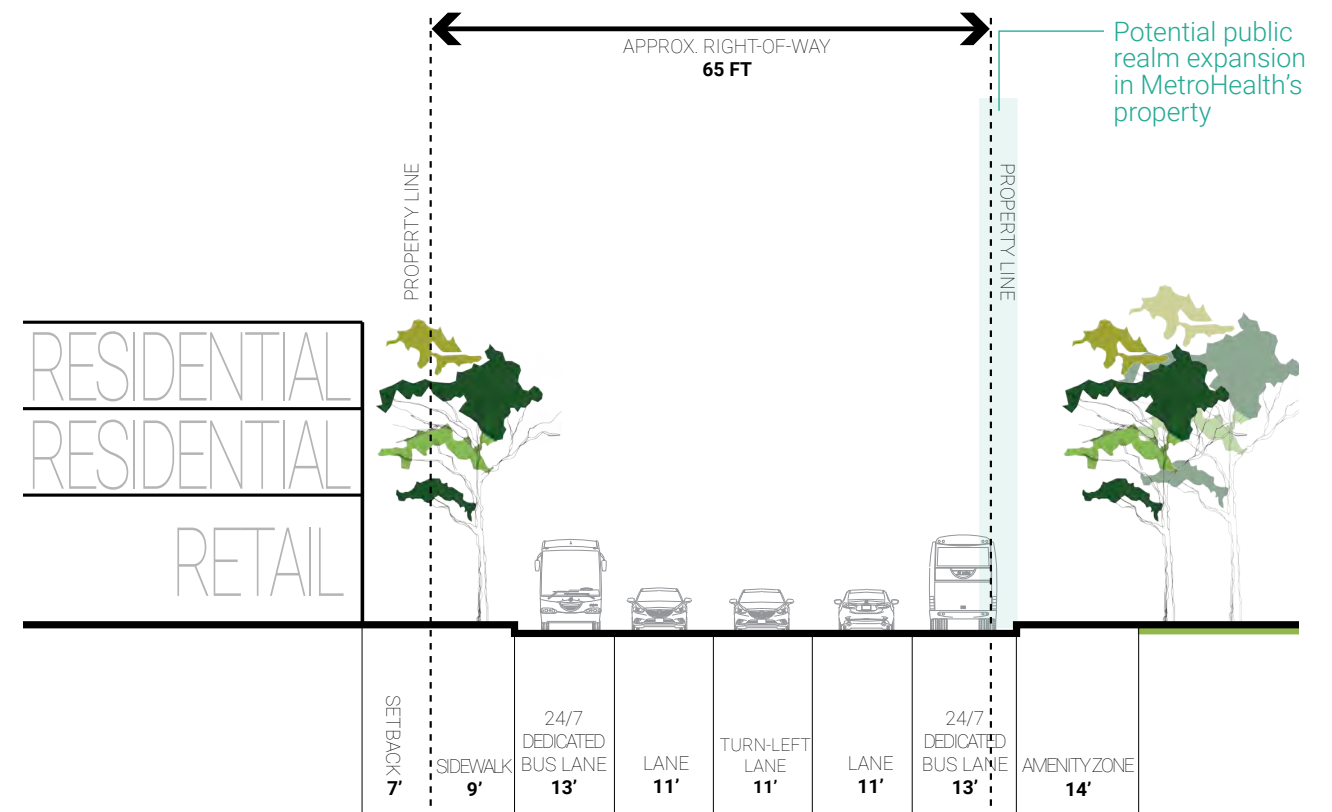 APPROX. RIGHT-OF-WAY
65 FT
Potential public
realm expansion
in MetroHealth's
property
PROPERTY LINE
PROPERTY LINE
RESIDENTIAL
RESIDENTIAL
RETAIL
SETBACK
7'
SIDEWALK
9'
24/7
DEDICATED
BUS LANE
13'
LANE
11'
TURN-LEFT
LANE
11'
LANE
11'
24/7
DEDICATED
BUS LANE
13'
AMENITY ZONE
14'